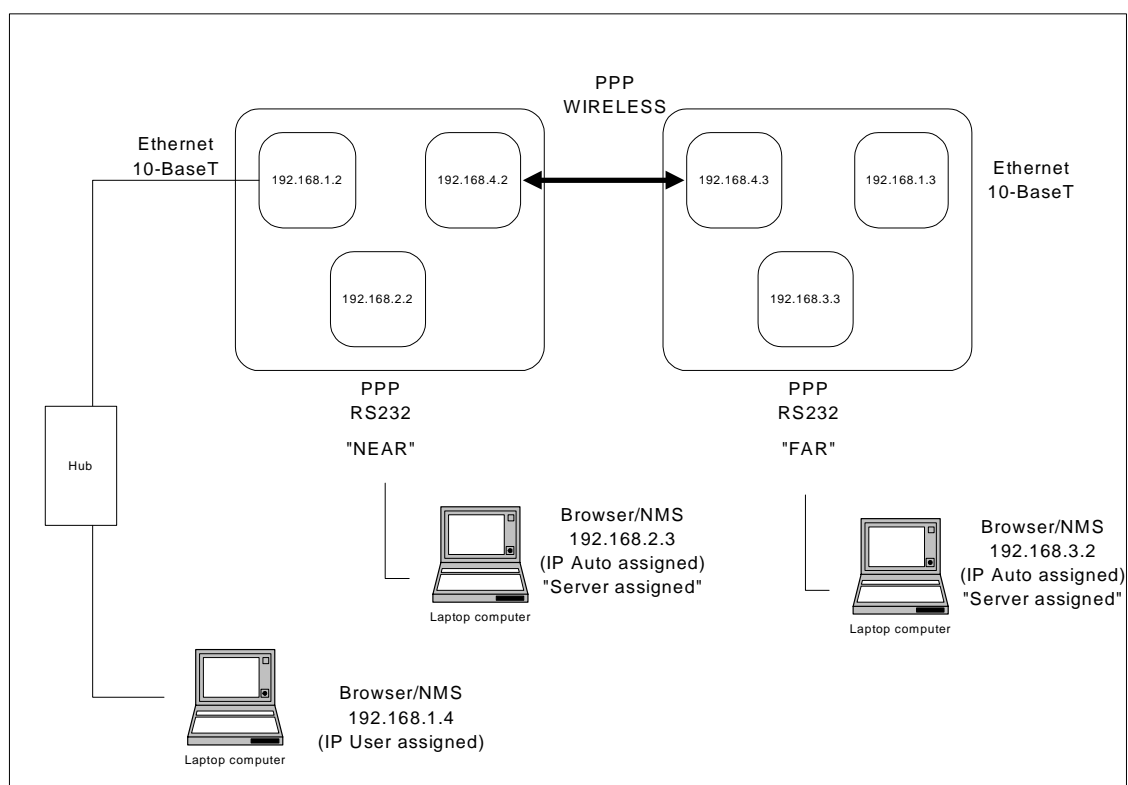 PPP
WIRELESS
Ethernet
10-BaseT
192.168.1.2
192.168.4.2
192.168.4.3
192.168.1.3
Ethernet
10-BaseT
192.168.2.2
192.168.3.3
PPP
RS232
"NEAR"
PPP
RS232
"FAR"
Hub
Browser/NMS
192.168.2.3
(IP Auto assigned)
"Server assigned"
Laptop computer
Browser/NMS
192.168.3.2
(IP Auto assigned)
"Server assigned"
Laptop computer
Browser/NMS
192.168.1.4
(IP User assigned)
Laptop computer